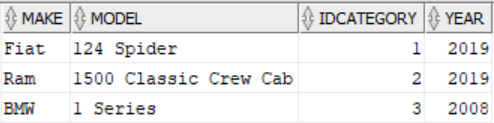 MAKE MODEL IDCATEGORY YEAR
Fiat 124 Spider 1 2019
Ram 1500 Classic Crew Cab 2 2019
BMW 1 Series 3 2008